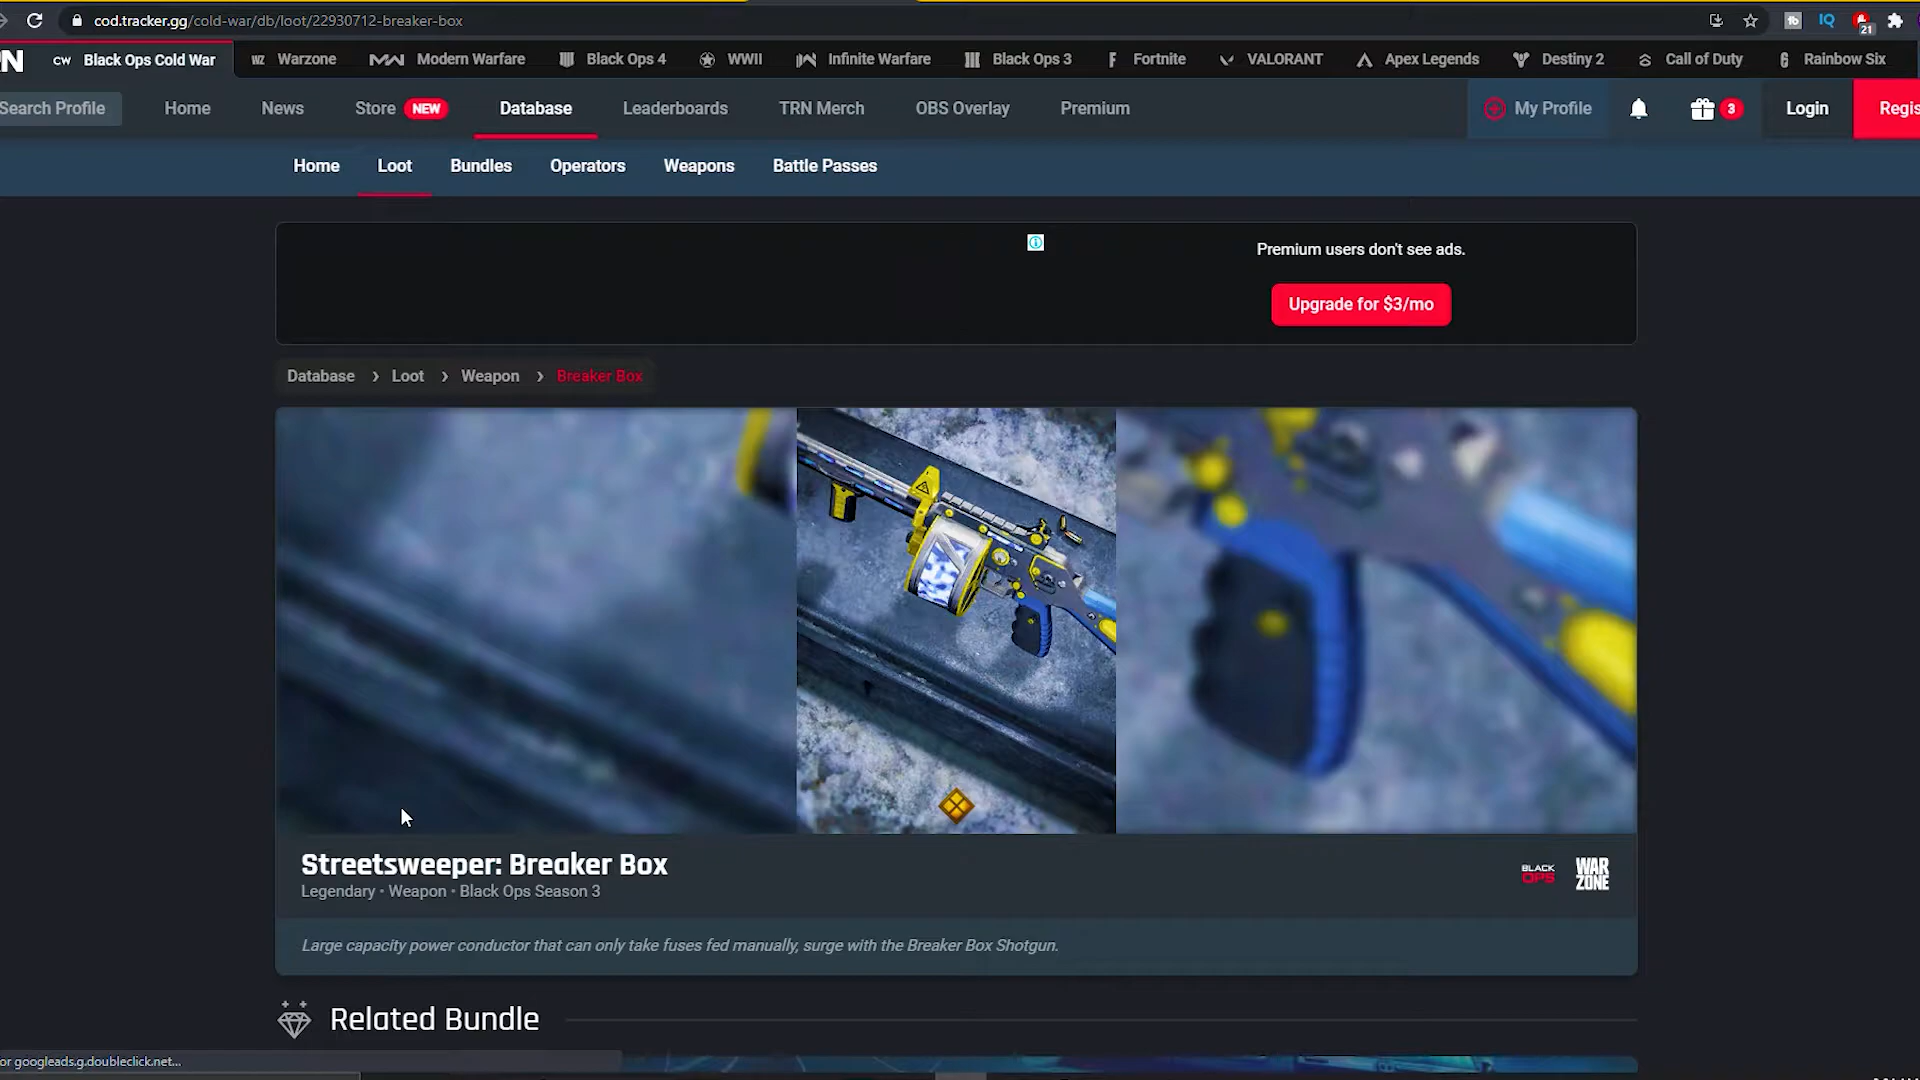 cod.tracker.gg/cold-war/db/loot/22930712-breaker-box
21
CW Black Ops Cold War
WZ Warzone
Modern Warfare
Black Ops 4
WWII
Infinite Warfare
Black Ops 3
Fortnite
VALORANT
Apex Legends
Destiny 2
Call of Duty
Rainbow Six
Search Profile
Home
News
Store NEW
Database
Leaderboards
TRN Merch
OBS Overlay
Premium
My Profile
3
Login
Regis
Home
Loot
Bundles
Operators
Weapons
Battle Passes
Premium users don't see ads.
Upgrade for $3/mo
Database > Loot > Weapon > Breaker Box
Streetsweeper: Breaker Box
Legendary • Weapon • Black Ops Season 3
BLACK OPS
WAR ZONE
Large capacity power conductor that can only take fuses fed manually, surge with the Breaker Box Shotgun.
Related Bundle
or googleads.g.doubleclick.net...